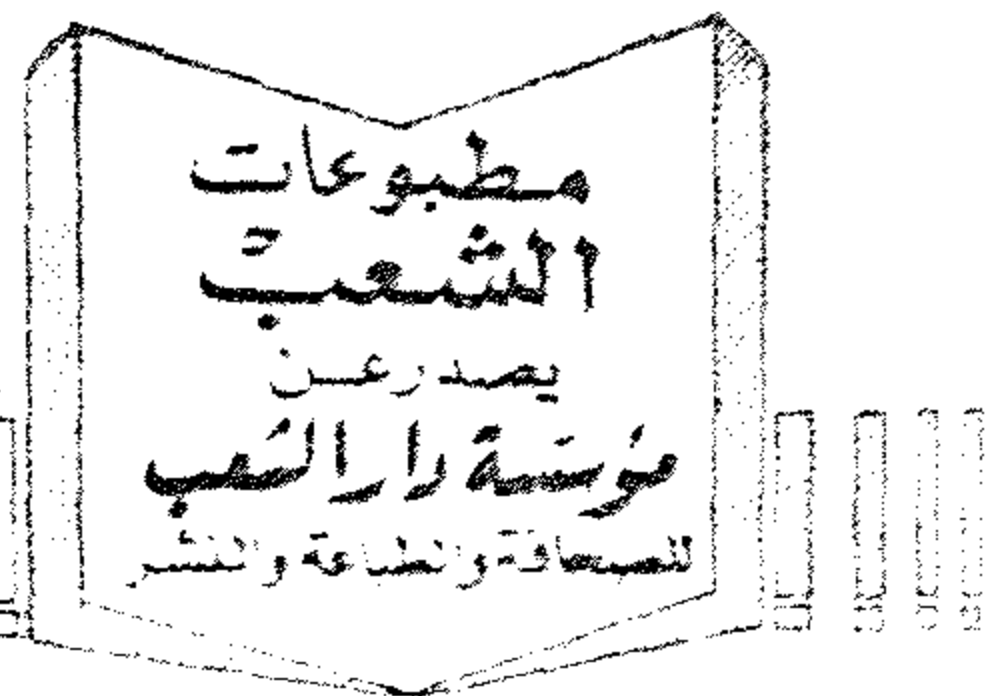 مطبوعات
الشعب
يصدر عن
مؤسسة دار الشعب
للصحافة والطباعة والنشر